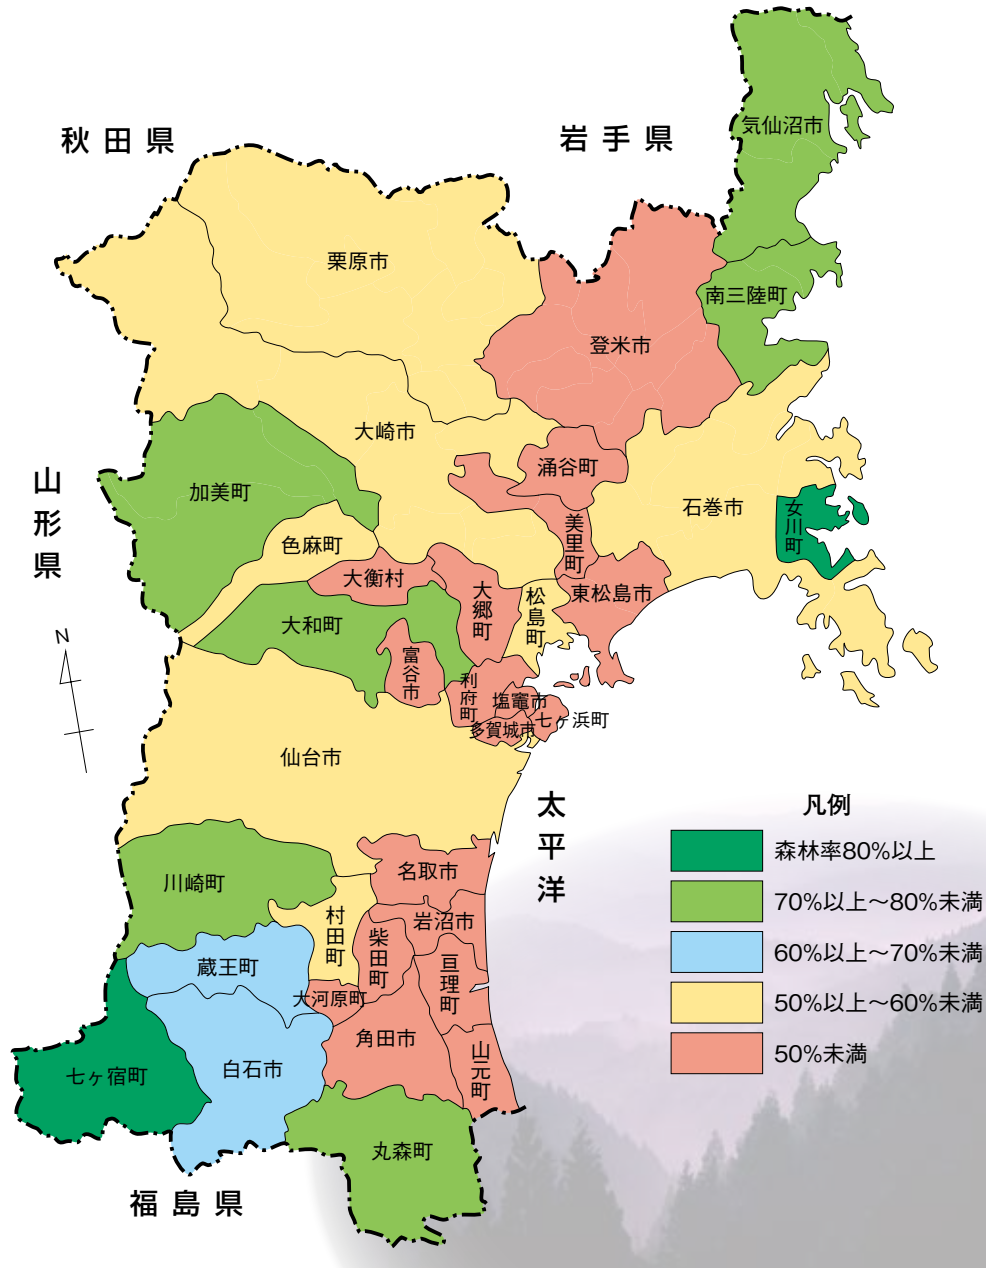 秋田県
岩手県
気仙沼市
栗原市
南三陸町
登米市
大崎市
涌谷町
山形県
加美町
石巻市
女川町
色麻町
美里町
大衡村
東松島市
大郷町
松島町
大和町
N
富谷市
利府町
塩竈市
七ヶ浜町
多賀城市
仙台市
太平洋
凡例
森林率80%以上
70%以上～80%未満
60%以上～70%未満
50%以上～60%未満
50%未満
名取市
川崎町
村田町
岩沼市
柴田町
蔵王町
亘理町
大河原町
角田市
山元町
白石市
七ヶ宿町
丸森町
福島県